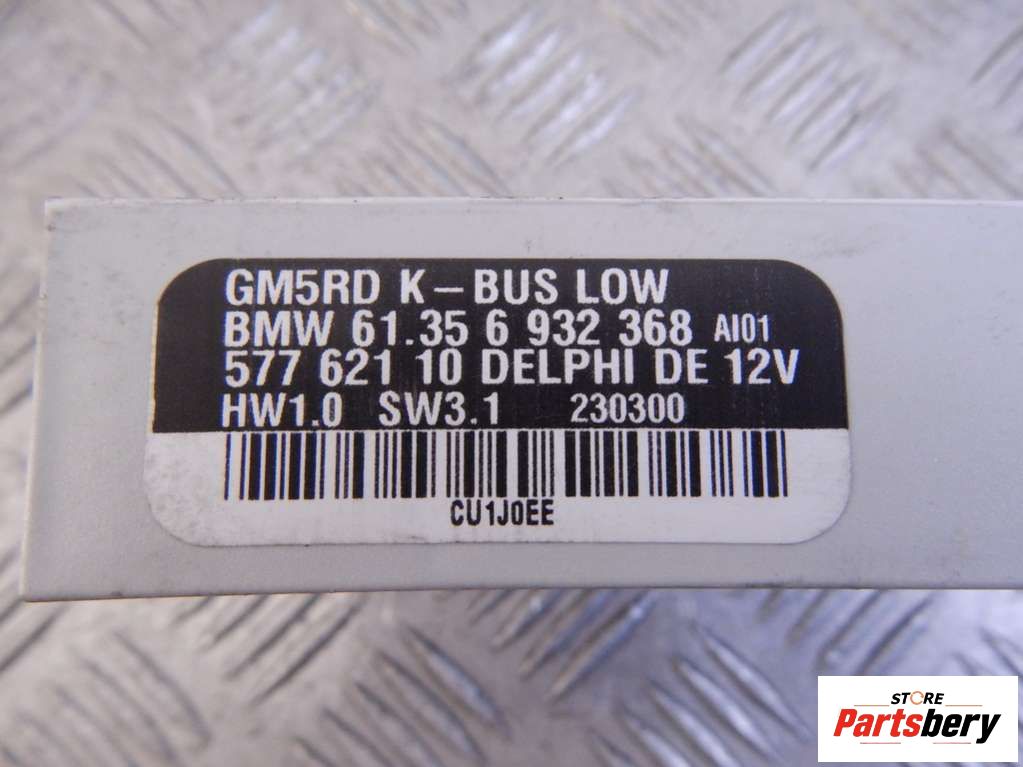 GM5RD K-BUS LOW
BMW 61.35 6 932 368 AI01
577 621 10 DELPHI DE 12V
HW1.0 SW3.1 230300
CU1J0EE
STORE
Partsbery